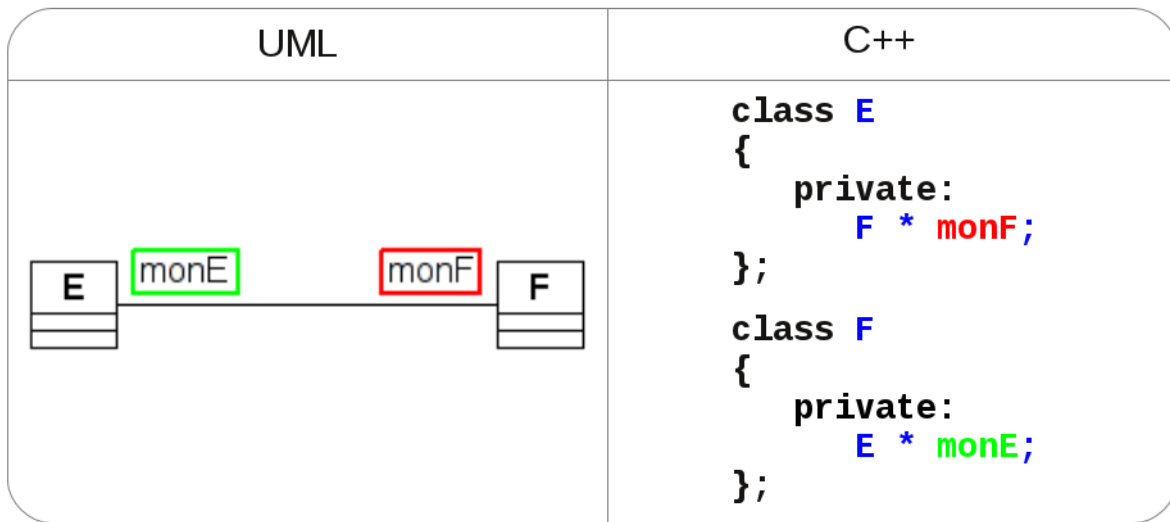 UML
C++
E
monE
monF
F
class E
{
private:
F * monF;
};
class F
{
private:
E * monE;
};